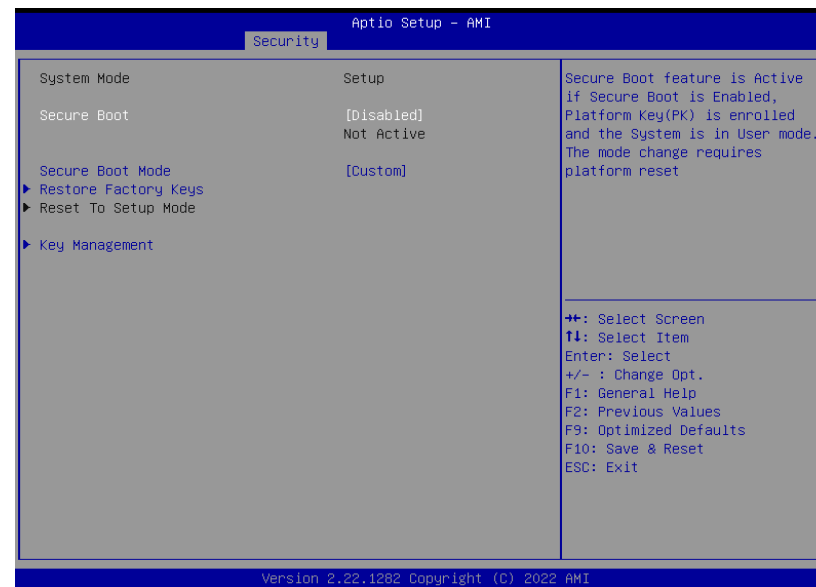 Aptio Setup – AMI
Security
System Mode Setup
Secure Boot [Disabled]
Not Active
Secure Boot Mode [Custom]
Restore Factory Keys
Reset To Setup Mode
Key Management
Secure Boot feature is Active
if Secure Boot is Enabled,
Platform Key(PK) is enrolled
and the System is in User mode.
The mode change requires
platform reset
→←: Select Screen
↑↓: Select Item
Enter: Select
+/- : Change Opt.
F1: General Help
F2: Previous Values
F9: Optimized Defaults
F10: Save & Reset
ESC: Exit
Version 2.22.1282 Copyright (C) 2022 AMI